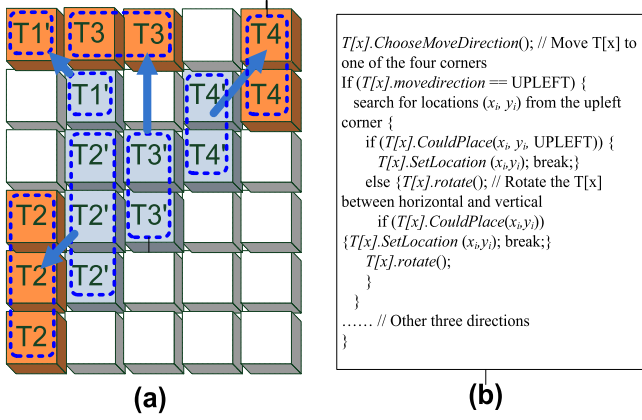 T1' T3 T3 T4
T1' T4' T4
T2' T3' T4'
T2 T2' T3'
T2 T2'
T2
(a)
T[x].ChooseMoveDirection(); // Move T[x] to
one of the four corners
If (T[x].movedirection == UPLEFT) {
search for locations (xi, yi) from the upleft
corner {
if (T[x].CouldPlace(xi, yi, UPLEFT)) {
T[x].SetLocation (xi,yi); break;}
else {T[x].rotate(); // Rotate the T[x]
between horizontal and vertical
if (T[x].CouldPlace(xi,yi))
{T[x].SetLocation (xi,yi); break;}
T[x].rotate();
}
}
…… // Other three directions
}
(b)